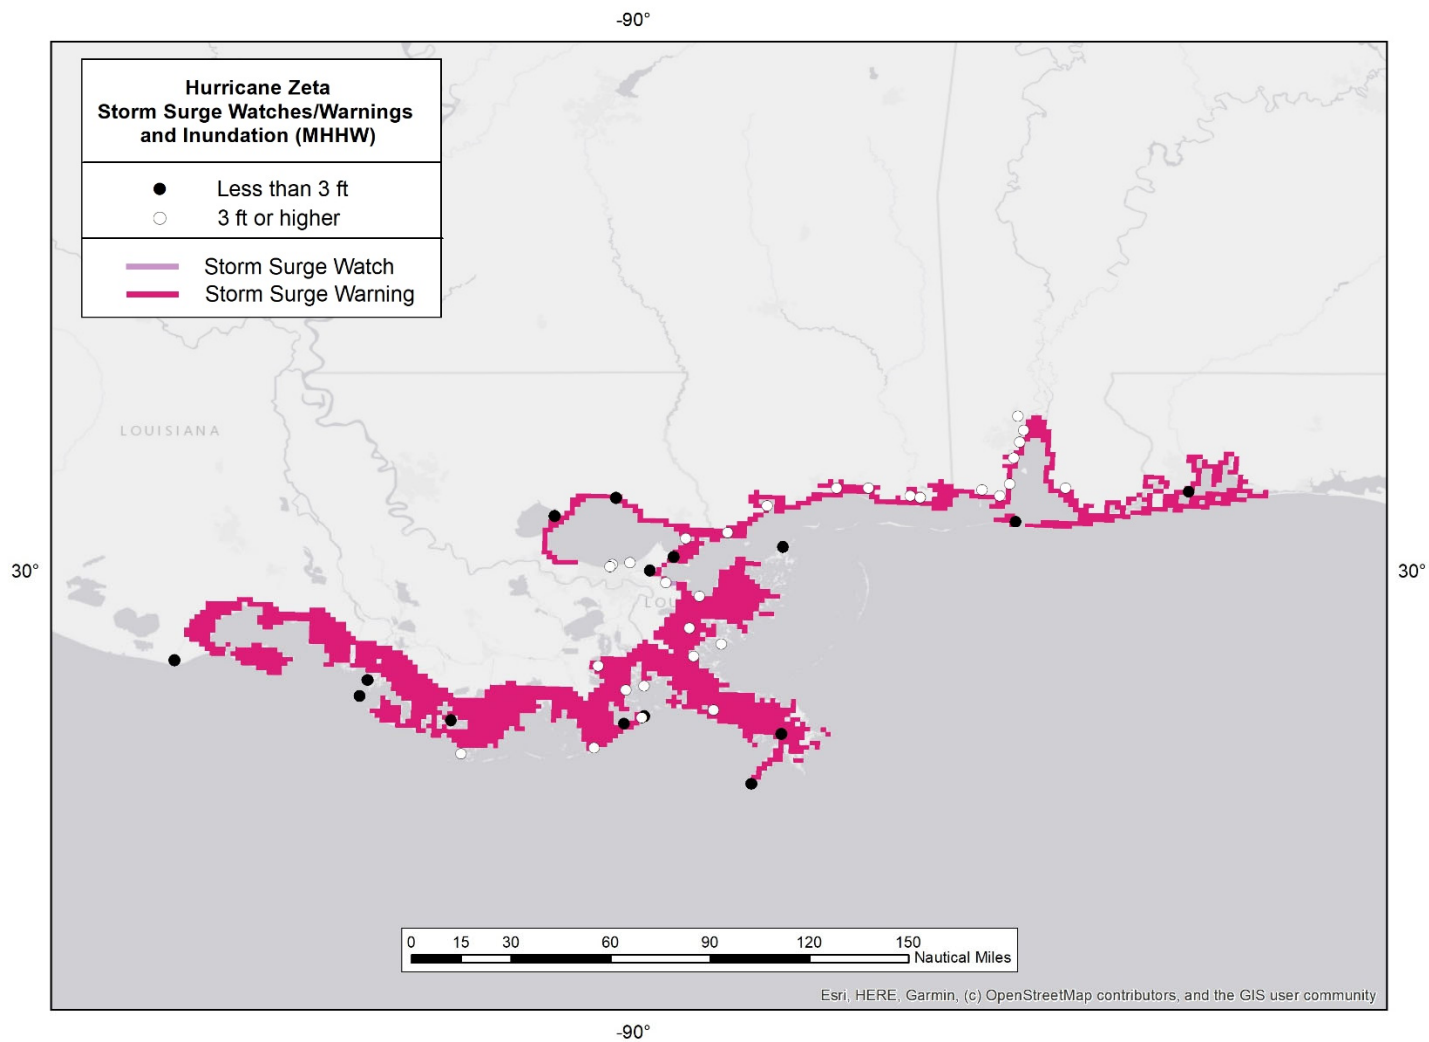 -90°
Hurricane Zeta
Storm Surge Watches/Warnings
and Inundation (MHHW)
Less than 3 ft
3 ft or higher
Storm Surge Watch
Storm Surge Warning
LOUISIANA
30°
30°
LOU
0 15 30 60 90 120 150
Nautical Miles
Esri, HERE, Garmin, (c) OpenStreetMap contributors, and the GIS user community
-90°